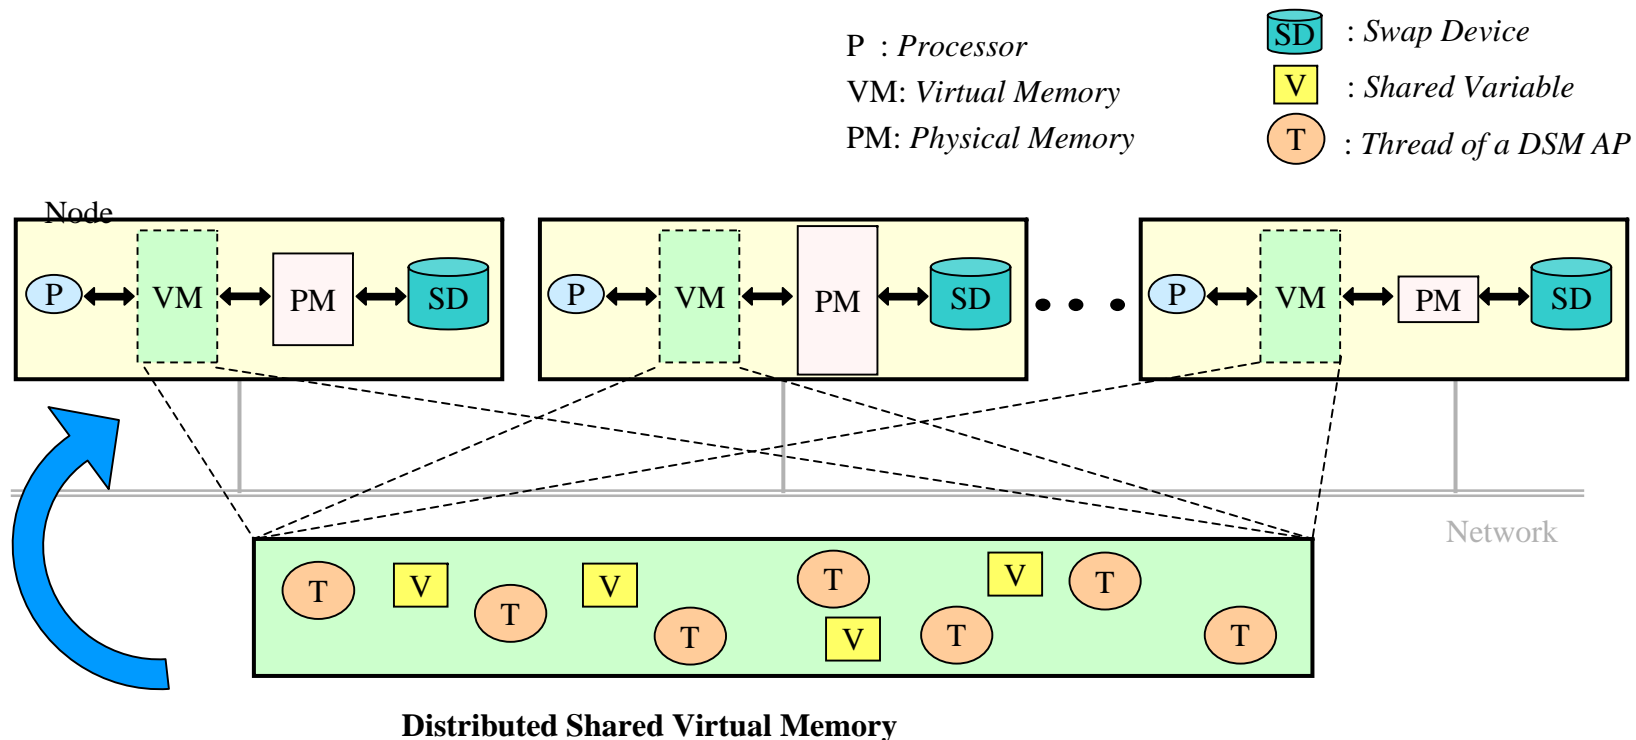 P : Processor
VM: Virtual Memory
PM: Physical Memory
SD : Swap Device
V : Shared Variable
T : Thread of a DSM AP
Node
P VM PM SD
P VM PM SD
P VM PM SD
Network
T V T V T T V V T T T
Distributed Shared Virtual Memory